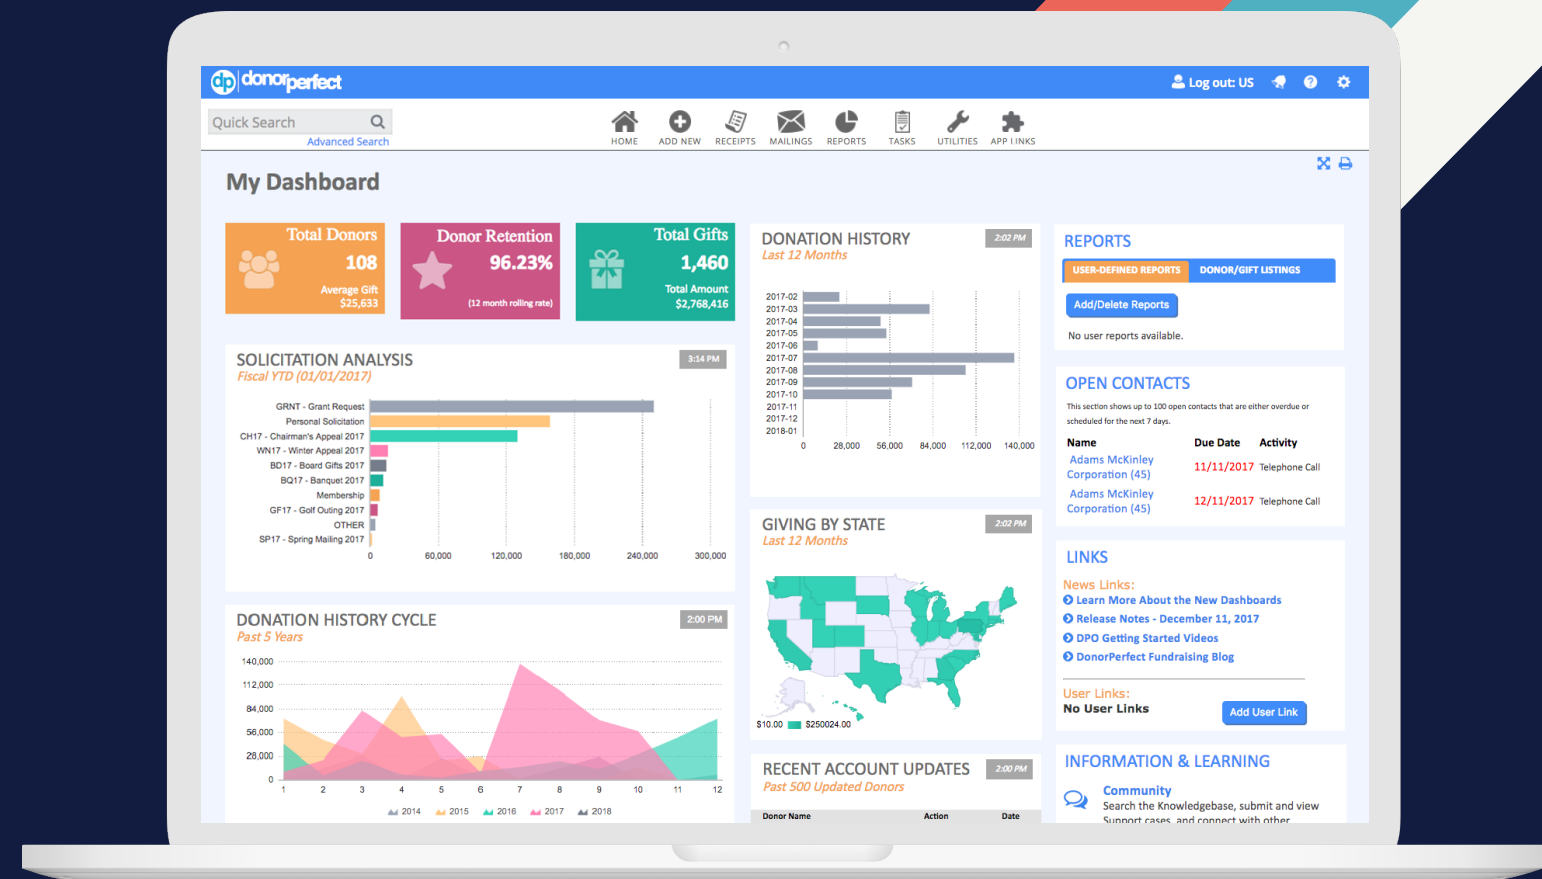 dp donorperfect
Log out: US
Quick Search
Advanced Search
HOME
ADD NEW
RECEIPTS
MAILINGS
REPORTS
TASKS
UTILITIES
APP LINKS
My Dashboard
Total Donors
108
Average Gift
$25,633
Donor Retention
96.23%
(12 month rolling rate)
Total Gifts
1,460
Total Amount
$2,768,416
SOLICITATION ANALYSIS
3:14 PM
Fiscal YTD (01/01/2017)
GRNT - Grant Request
Personal Solicitation
CH17 - Chairman's Appeal 2017
WN17 - Winter Appeal 2017
BD17 - Board Gifts 2017
BQ17 - Banquet 2017
Membership
GF17 - Golf Outing 2017
OTHER
SP17 - Spring Mailing 2017
0 60,000 120,000 180,000 240,000 300,000
DONATION HISTORY CYCLE
2:00 PM
Past 5 Years
140,000
112,000
84,000
56,000
28,000
0
1 2 3 4 5 6 7 8 9 10 11 12
2014 2015 2016 2017 2018
DONATION HISTORY
2:02 PM
Last 12 Months
2017-02
2017-03
2017-04
2017-05
2017-06
2017-07
2017-08
2017-09
2017-10
2017-11
2017-12
2018-01
0 28,000 56,000 84,000 112,000 140,000
GIVING BY STATE
2:02 PM
Last 12 Months
$10.00 $250024.00
RECENT ACCOUNT UPDATES
2:00 PM
Past 500 Updated Donors
Donor Name Action Date
REPORTS
USER-DEFINED REPORTS DONOR/GIFT LISTINGS
Add/Delete Reports
No user reports available.
OPEN CONTACTS
This section shows up to 100 open contacts that are either overdue or
scheduled for the next 7 days.
Name Due Date Activity
Adams McKinley
Corporation (45) 11/11/2017 Telephone Call
Adams McKinley
Corporation (45) 12/11/2017 Telephone Call
LINKS
News Links:
Learn More About the New Dashboards
Release Notes - December 11, 2017
DPO Getting Started Videos
DonorPerfect Fundraising Blog
User Links:
No User Links
Add User Link
INFORMATION & LEARNING
Community
Search the Knowledgebase, submit and view
Support cases, and connect with other